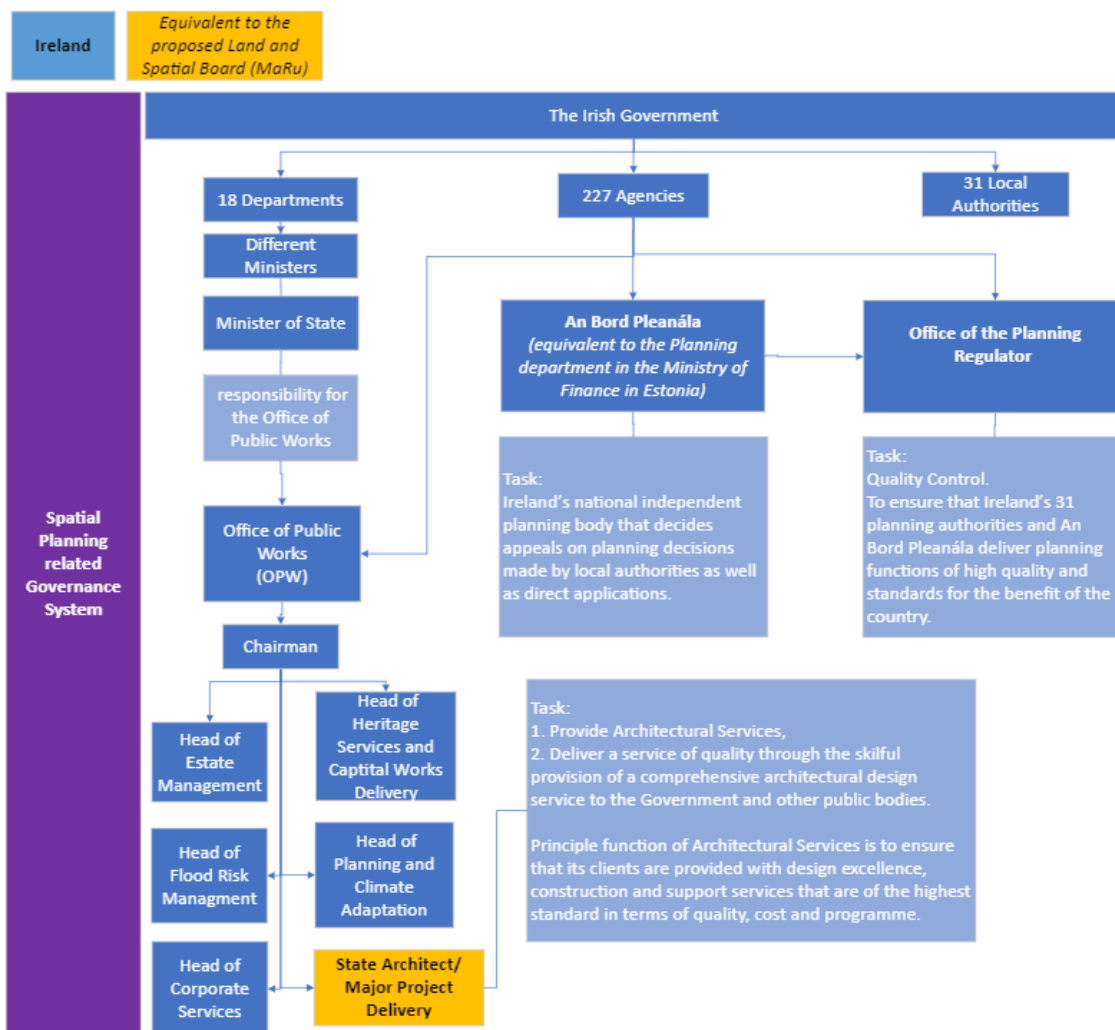 Ireland
Equivalent to the
proposed Land and
Spatial Board (MaRu)
Spatial
Planning
related
Governance
System
The Irish Government
18 Departments
227 Agencies
31 Local
Authorities
Different
Ministers
Minister of State
responsibility for
the Office of
Public Works
An Bord Pleanála
(equivalent to the Planning
department in the Ministry of
Finance in Estonia)
Office of the Planning
Regulator
Task:
Ireland's national independent
planning body that decides
appeals on planning decisions
made by local authorities as well
as direct applications.
Task:
Quality Control.
To ensure that Ireland's 31
planning authorities and An
Bord Pleanála deliver planning
functions of high quality and
standards for the benefit of the
country.
Office of Public
Works
(OPW)
Chairman
Head of
Estate
Management
Head of
Heritage
Services and
Captital Works
Delivery
Head of
Flood Risk
Managment
Head of
Planning and
Climate
Adaptation
Head of
Corporate
Services
State Architect/
Major Project
Delivery
Task:
1. Provide Architectural Services,
2. Deliver a service of quality through the skilful
provision of a comprehensive architectural design
service to the Government and other public bodies.
Principle function of Architectural Services is to ensure
that its clients are provided with design excellence,
construction and support services that are of the highest
standard in terms of quality, cost and programme.